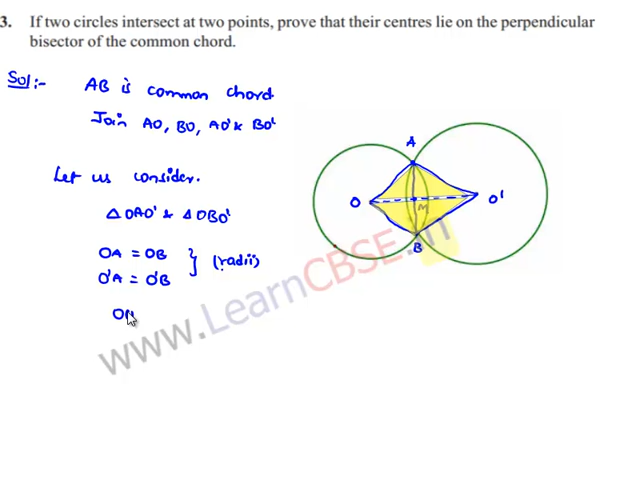 3. If two circles intersect at two points, prove that their centres lie on the perpendicular
bisector of the common chord.
Sol:-
AB is common chord
Join AO, BO, AO' & BO'
Let us consider.
△ OAO' & △ OBO'
OA = OB
O'A = O'B
} (radii)
A
O
M
O'
B
www.LearnCBSE.in